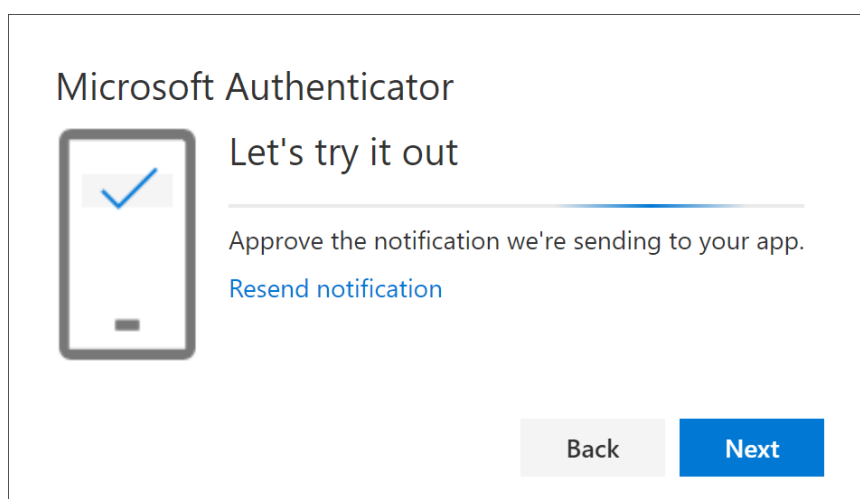 Microsoft Authenticator
Let's try it out
Approve the notification we're sending to your app.
Resend notification
Back
Next